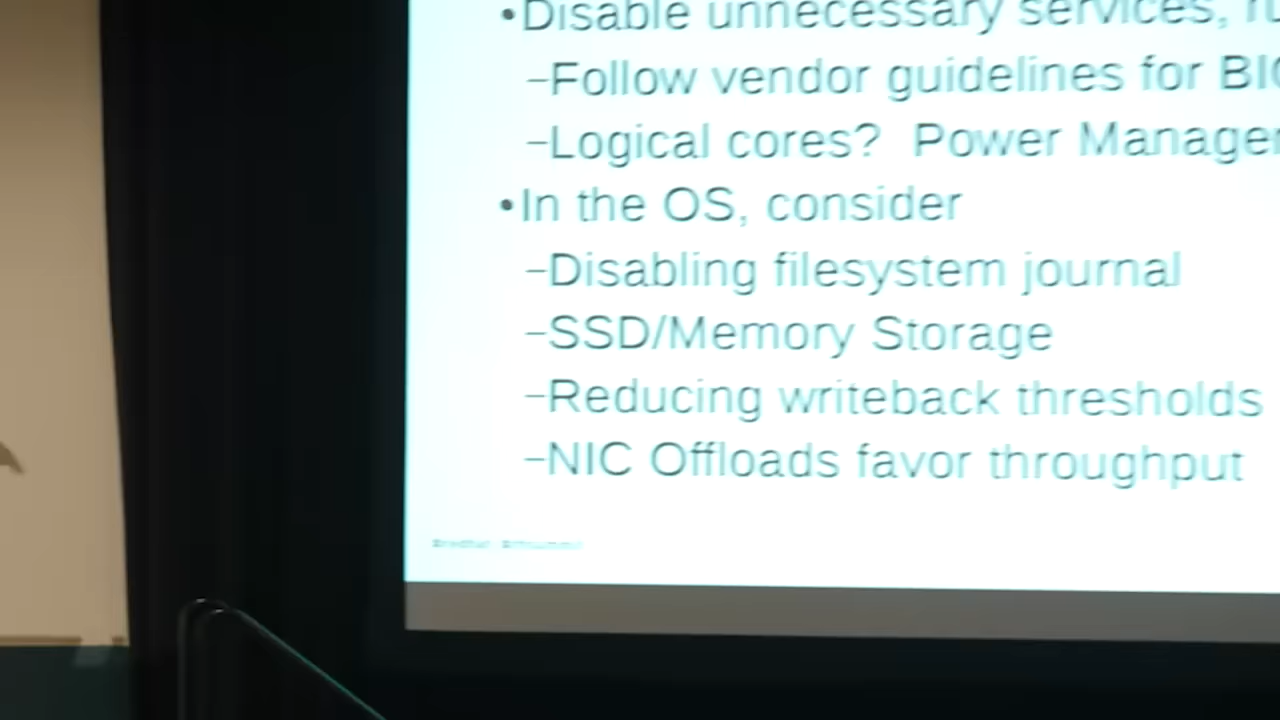 •Disable unnecessary services,
–Follow vendor guidelines for
–Logical cores? Power
•In the OS, consider
–Disabling filesystem journal
–SSD/Memory Storage
–Reducing writeback thresholds
–NIC Offloads favor throughput